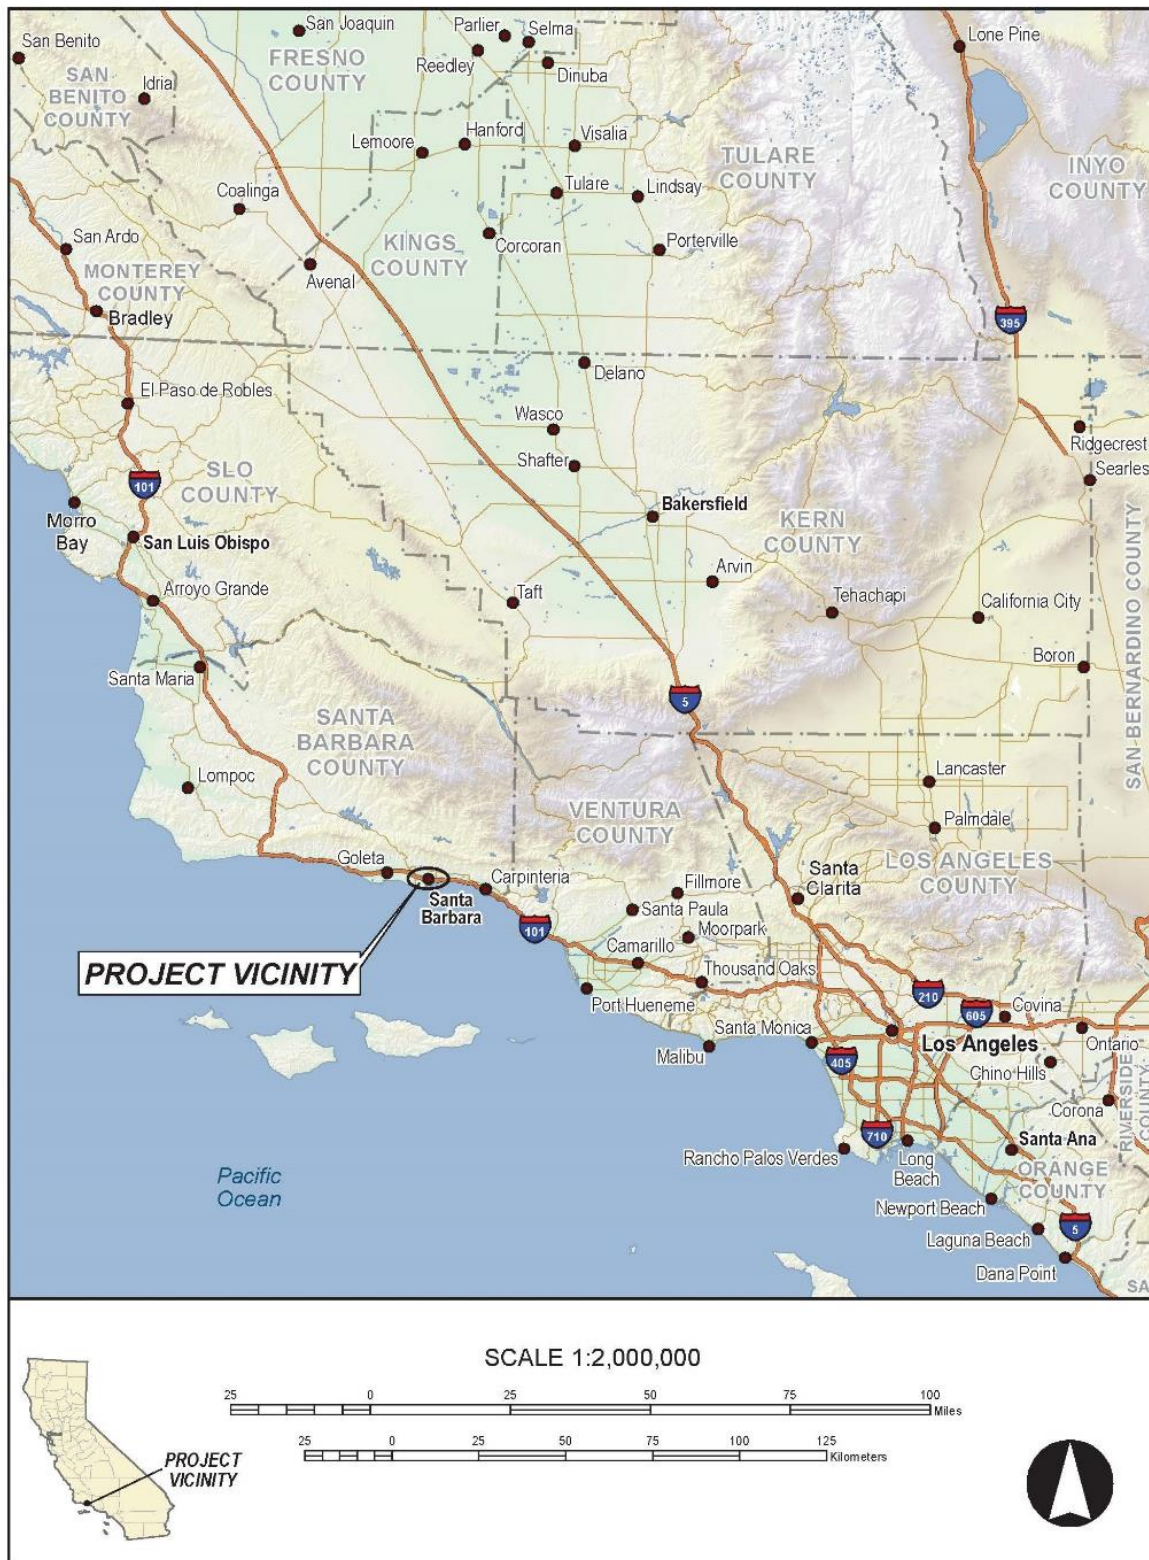 San Joaquin
Parlier
Selma
Lone Pine
San Benito
FRESNO
COUNTY
Reedley
Dinuba
SAN
BENITO
COUNTY
Idria
Lemoore
Hanford
Visalia
TULARE
COUNTY
INYO
COUNTY
Coalinga
Tulare
Lindsay
San Ardo
KINGS
COUNTY
Corcoran
Porterville
MONTEREY
COUNTY
Avenal
Bradley
395
El Paso de Robles
Delano
Wasco
Ridgecrest
Shafter
Searles
SLO
COUNTY
101
Morro
Bay
San Luis Obispo
Bakersfield
KERN
COUNTY
SAN BERNARDINO COUNTY
Arroyo Grande
Taft
Arvin
Tehachapi
California City
Santa Maria
Boron
5
SANTA
BARBARA
COUNTY
Lompoc
Lancaster
VENTURA
COUNTY
Palmdale
Goleta
Santa
Barbara
Carpinteria
Fillmore
Santa
Clarita
LOS ANGELES
COUNTY
Santa Paula
101
Moorpark
Camarillo
PROJECT VICINITY
Thousand Oaks
210
Port Hueneme
605
Covina
Santa Monica
Los Angeles
Ontario
Malibu
405
Chino Hills
RIVERSIDE
COUNTY
Corona
710
Rancho Palos Verdes
Long
Beach
Santa Ana
ORANGE
COUNTY
Pacific
Ocean
Newport Beach
Laguna Beach
5
Dana Point
SA
SCALE 1:2,000,000
25 0 25 50 75 100
Miles
25 0 25 50 75 100 125
Kilometers
PROJECT
VICINITY